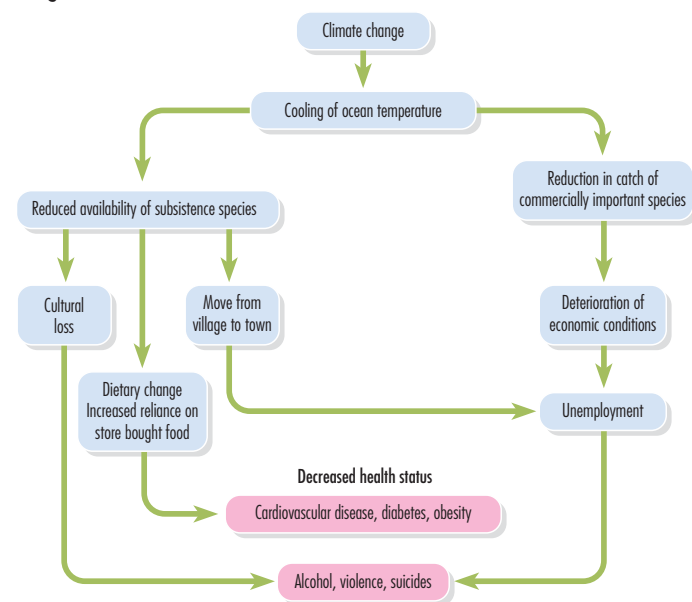 Climate change
Cooling of ocean temperature
Reduced availability of subsistence species
Reduction in catch of
commercially important species
Cultural
loss
Move from
village to town
Deterioration of
economic conditions
Dietary change
Increased reliance on
store bought food
Unemployment
Decreased health status
Cardiovascular disease, diabetes, obesity
Alcohol, violence, suicides